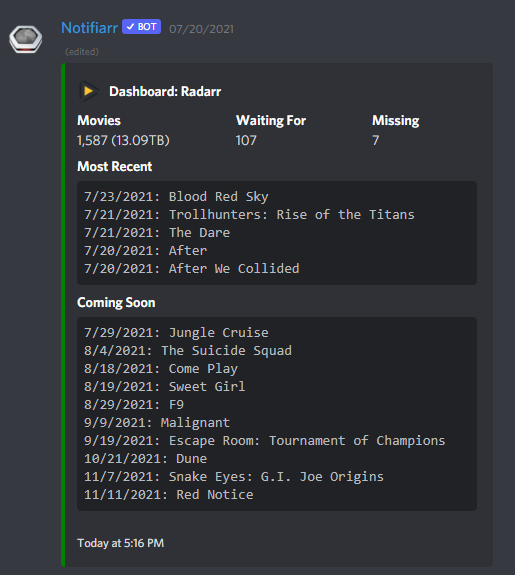 Notifiarr ✓ BOT 07/20/2021
(edited)
Dashboard: Radarr
Movies Waiting For Missing
1,587 (13.09TB) 107 7
Most Recent
7/23/2021: Blood Red Sky
7/21/2021: Trollhunters: Rise of the Titans
7/21/2021: The Dare
7/20/2021: After
7/20/2021: After We Collided
Coming Soon
7/29/2021: Jungle Cruise
8/4/2021: The Suicide Squad
8/18/2021: Come Play
8/19/2021: Sweet Girl
8/29/2021: F9
9/9/2021: Malignant
9/19/2021: Escape Room: Tournament of Champions
10/21/2021: Dune
11/7/2021: Snake Eyes: G.I. Joe Origins
11/11/2021: Red Notice
Today at 5:16 PM